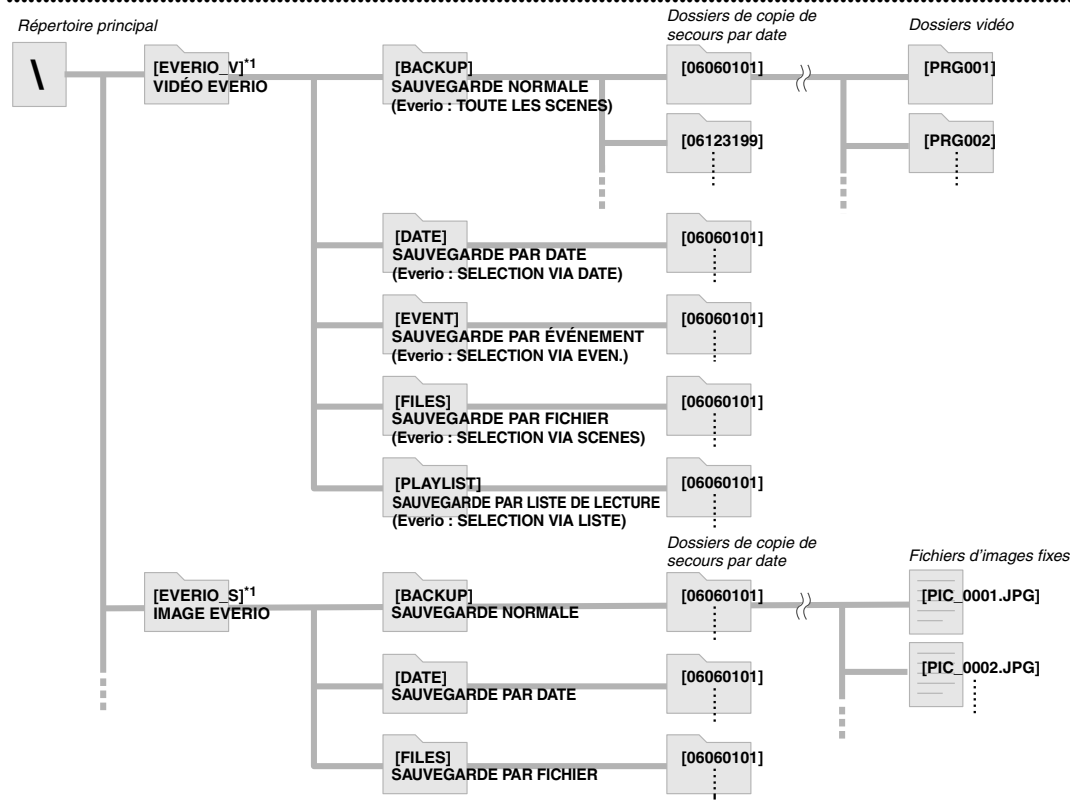 Répertoire principal
Dossiers de copie de
secours par date
Dossiers vidéo
\
[EVERIO_V]*1
VIDÉO EVERIO
[BACKUP]
SAUVEGARDE NORMALE
(Everio : TOUTE LES SCENES)
[06060101]
[PRG001]
[06123199]
[PRG002]
[DATE]
SAUVEGARDE PAR DATE
(Everio : SELECTION VIA DATE)
[06060101]
[EVENT]
SAUVEGARDE PAR ÉVÉNEMENT
(Everio : SELECTION VIA EVEN.)
[06060101]
[FILES]
SAUVEGARDE PAR FICHIER
(Everio : SELECTION VIA SCENES)
[06060101]
[PLAYLIST]
SAUVEGARDE PAR LISTE DE LECTURE
(Everio : SELECTION VIA LISTE)
[06060101]
Dossiers de copie de
secours par date
Fichiers d'images fixes
[EVERIO_S]*1
IMAGE EVERIO
[BACKUP]
SAUVEGARDE NORMALE
[06060101]
[PIC_0001.JPG]
[PIC_0002.JPG]
[DATE]
SAUVEGARDE PAR DATE
[06060101]
[FILES]
SAUVEGARDE PAR FICHIER
[06060101]